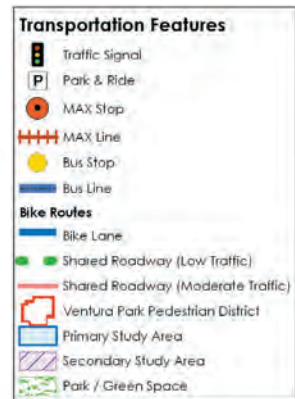 Transportation Features
Traffic Signal
P Park & Ride
MAX Stop
MAX Line
Bus Stop
Bus Line
Bike Routes
Bike Lane
Shared Roadway (Low Traffic)
Shared Roadway (Moderate Traffic)
Ventura Park Pedestrian District
Primary Study Area
Secondary Study Area
Park / Green Space